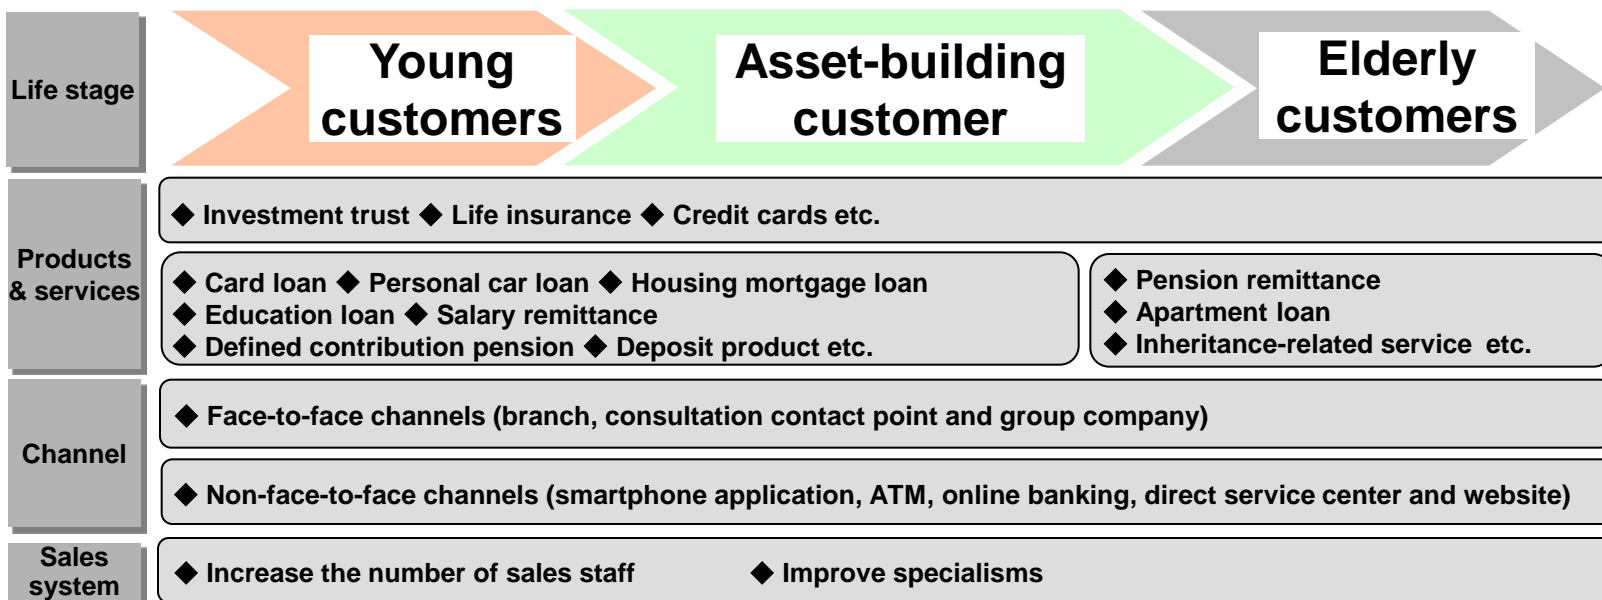 Life stage
Young
customers
Asset-building
customer
Elderly
customers
Products
& services
◆ Investment trust ◆ Life insurance ◆ Credit cards etc.
◆ Card loan ◆ Personal car loan ◆ Housing mortgage loan
◆ Education loan ◆ Salary remittance
◆ Defined contribution pension ◆ Deposit product etc.
◆ Pension remittance
◆ Apartment loan
◆ Inheritance-related service etc.
Channel
◆ Face-to-face channels (branch, consultation contact point and group company)
◆ Non-face-to-face channels (smartphone application, ATM, online banking, direct service center and website)
Sales
system
◆ Increase the number of sales staff ◆ Improve specialisms